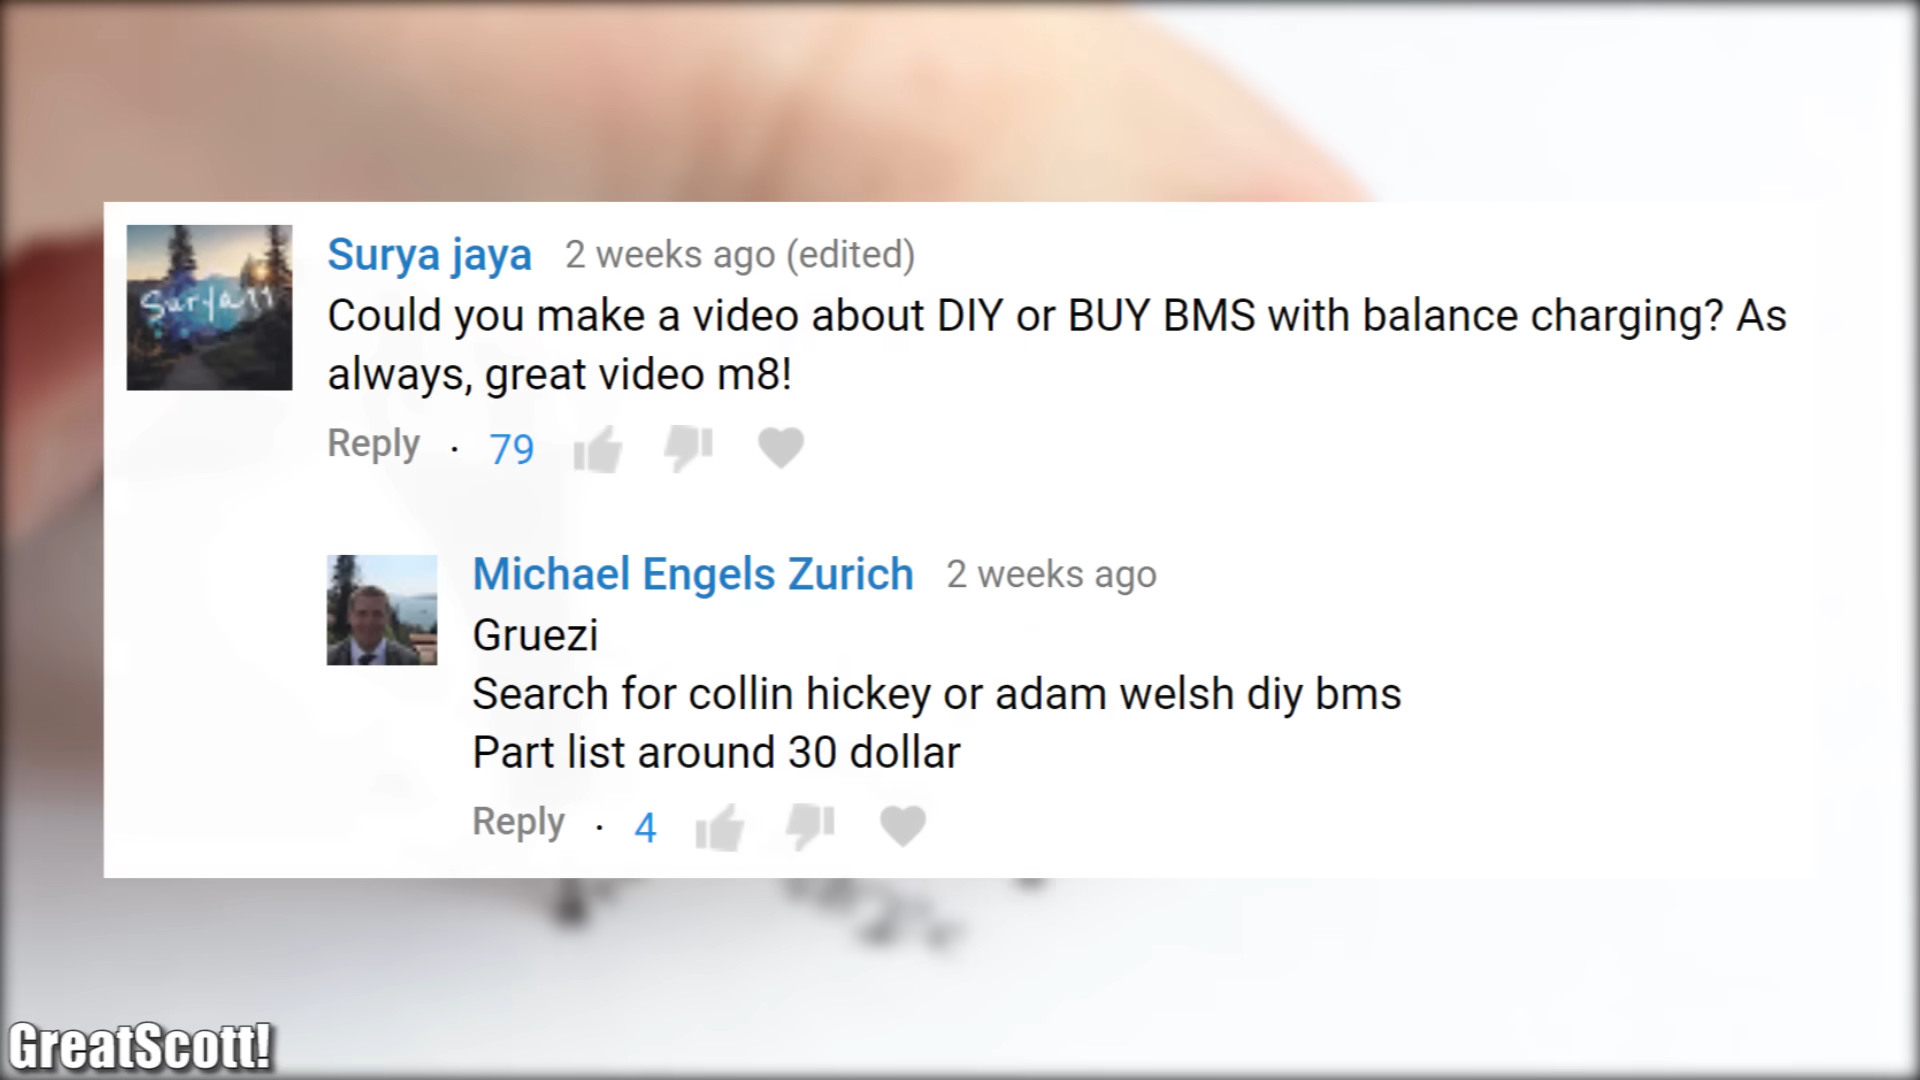 Suryan
Surya jaya 2 weeks ago (edited)
Could you make a video about DIY or BUY BMS with balance charging? As
always, great video m8!
Reply · 79
Michael Engels Zurich 2 weeks ago
Gruezi
Search for collin hickey or adam welsh diy bms
Part list around 30 dollar
Reply · 4
GreatScott!